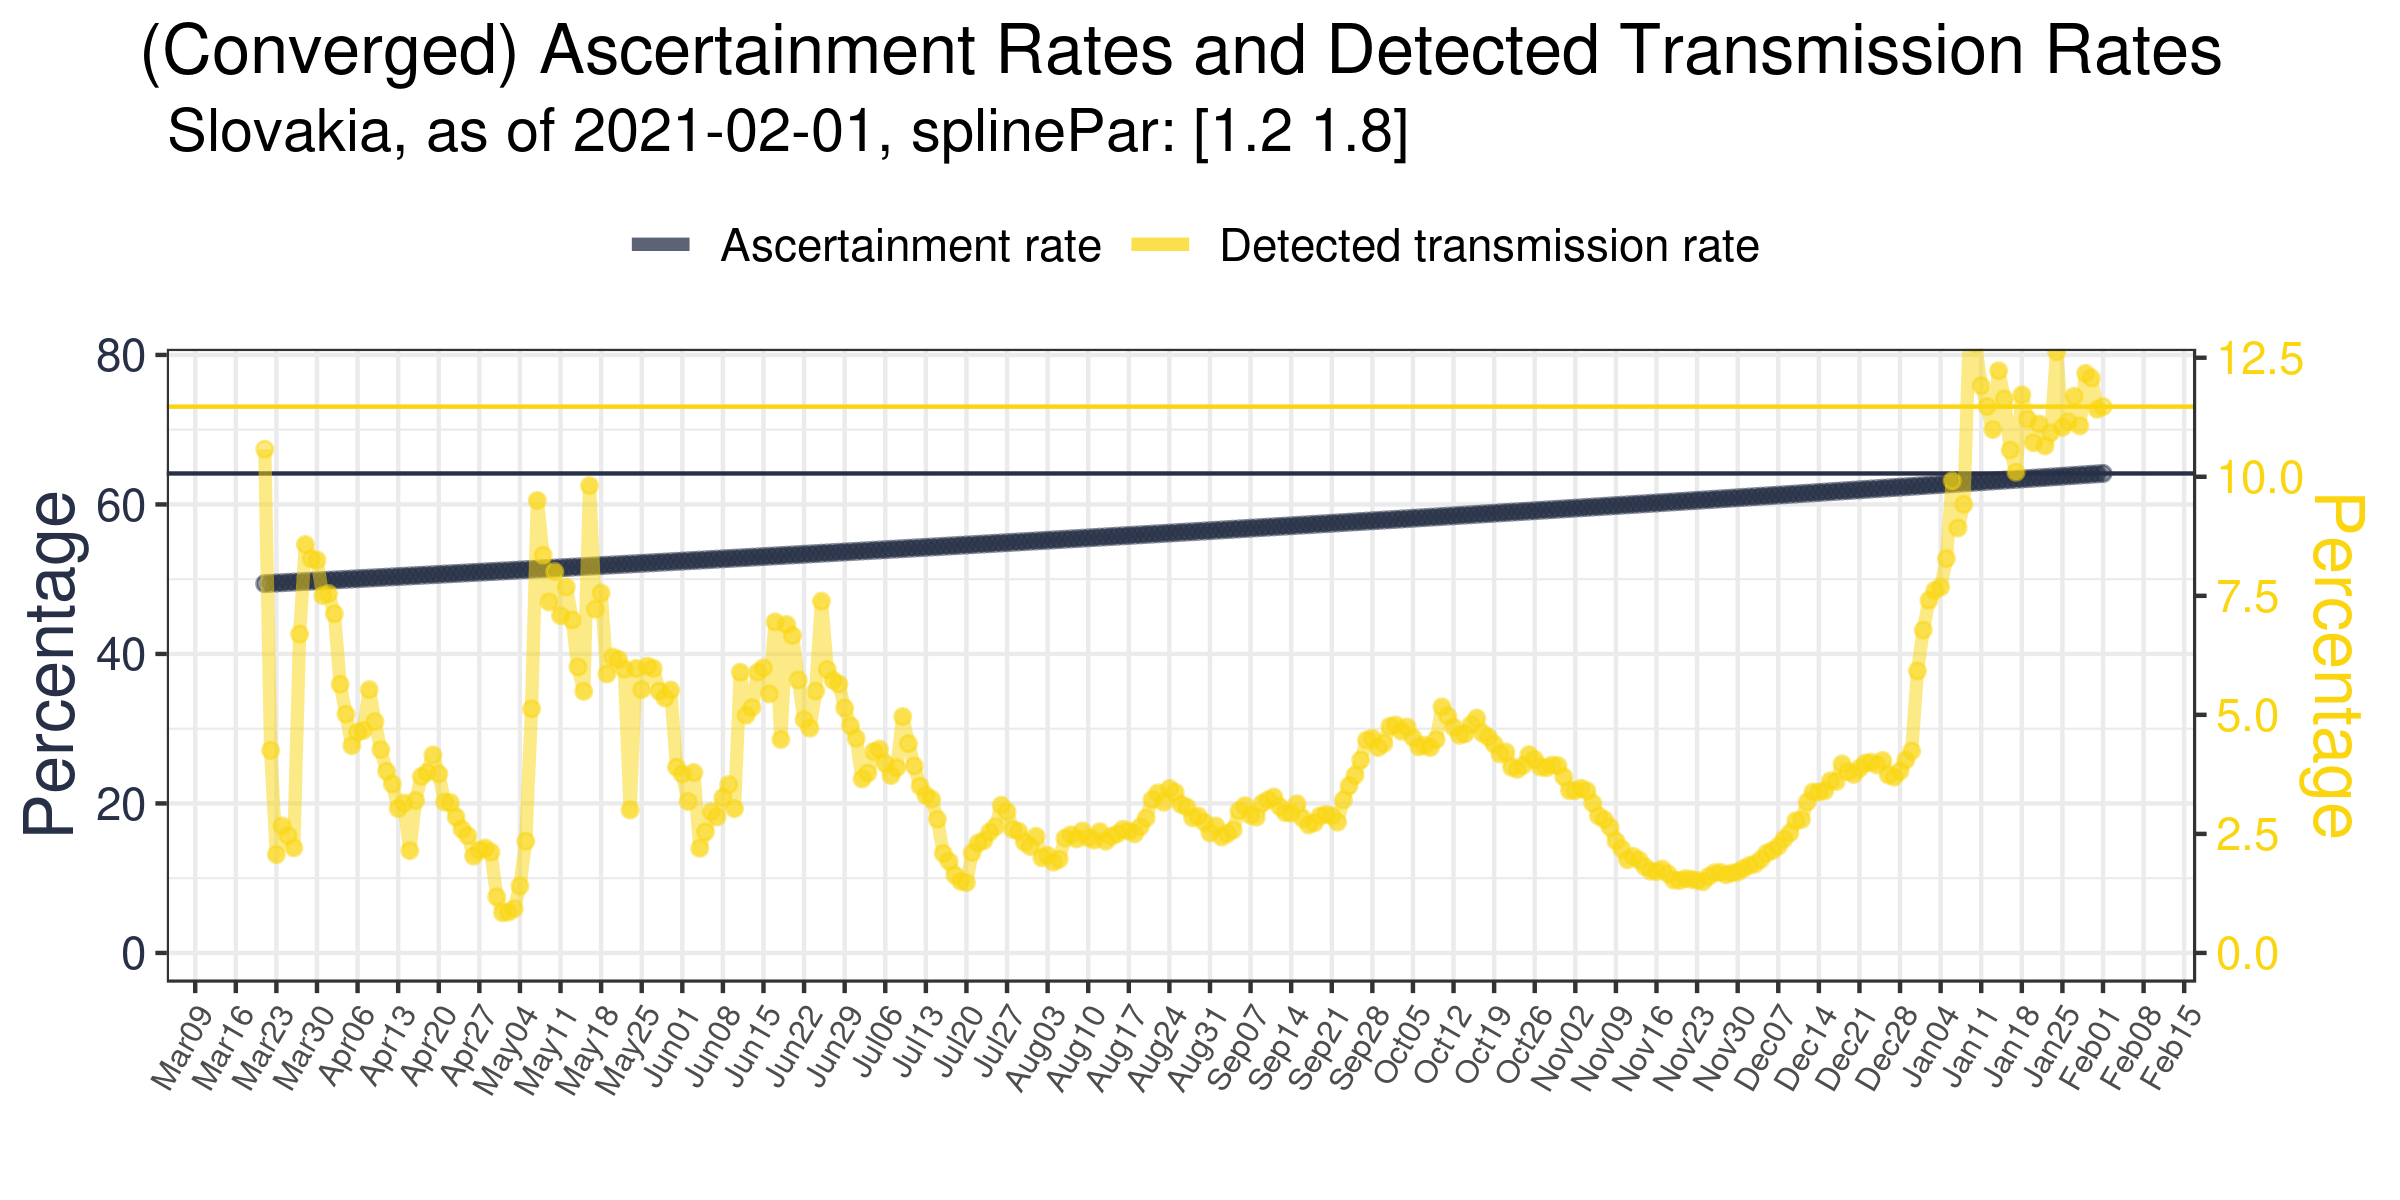 (Converged) Ascertainment Rates and Detected Transmission Rates
Slovakia, as of 2021-02-01, splinePar: [1.2 1.8]
Ascertainment rate Detected transmission rate
Percentage
80
60
40
20
0
12.5
10.0
7.5
5.0
2.5
0.0
Percentage
Mar09 Mar16 Mar23 Mar30 Apr06 Apr13 Apr20 Apr27 May04 May11 May18 May25 Jun01 Jun08 Jun15 Jun22 Jun29 Jul06 Jul13 Jul20 Jul27 Aug03 Aug10 Aug17 Aug24 Aug31 Sep07 Sep14 Sep21 Sep28 Oct05 Oct12 Oct19 Oct26 Nov02 Nov09 Nov16 Nov23 Nov30 Dec07 Dec14 Dec21 Dec28 Jan04 Jan11 Jan18 Jan25 Feb01 Feb08 Feb15